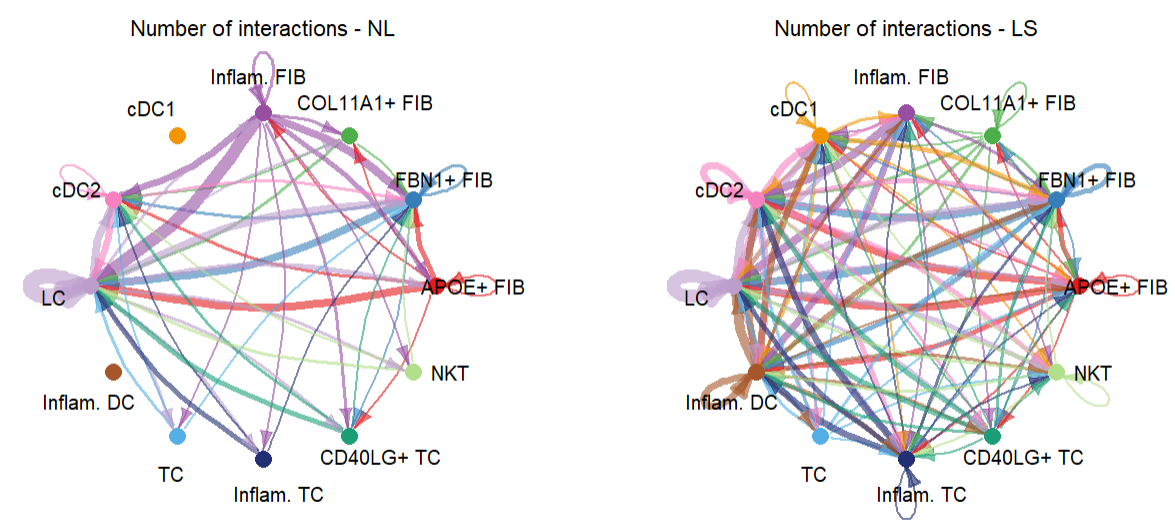 Number of interactions - NL
Inflam. FIB
COL11A1+ FIB
cDC1
FBN1+ FIB
cDC2
APOE+ FIB
LC
NKT
Inflam. DC
CD40LG+ TC
TC
Inflam. TC
Number of interactions - LS
Inflam. FIB
COL11A1+ FIB
cDC1
FBN1+ FIB
cDC2
APOE+ FIB
LC
NKT
Inflam. DC
CD40LG+ TC
TC
Inflam. TC